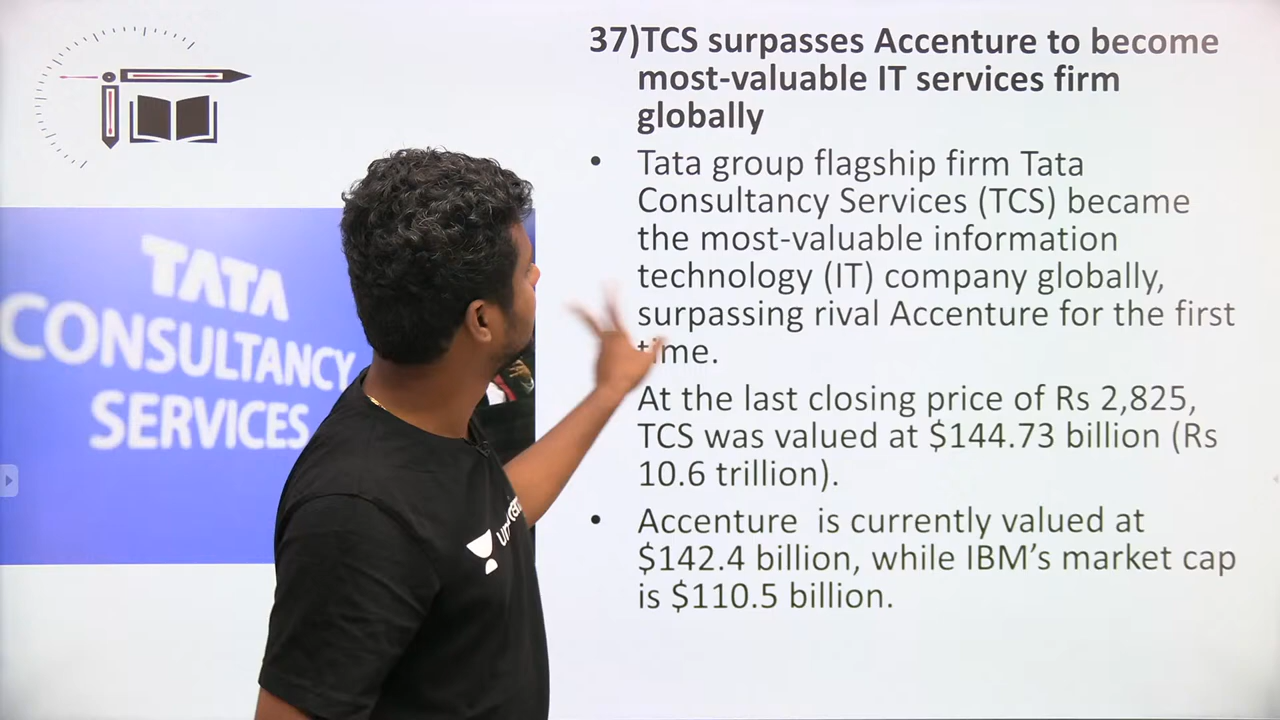 37)TCS surpasses Accenture to become
most-valuable IT services firm
globally
• Tata group flagship firm Tata
Consultancy Services (TCS) became
the most-valuable information
technology (IT) company globally,
surpassing rival Accenture for the first
time.
At the last closing price of Rs 2,825,
TCS was valued at $144.73 billion (Rs
10.6 trillion).
• Accenture is currently valued at
$142.4 billion, while IBM’s market cap
is $110.5 billion.
TATA
CONSULTANCY
SERVICES